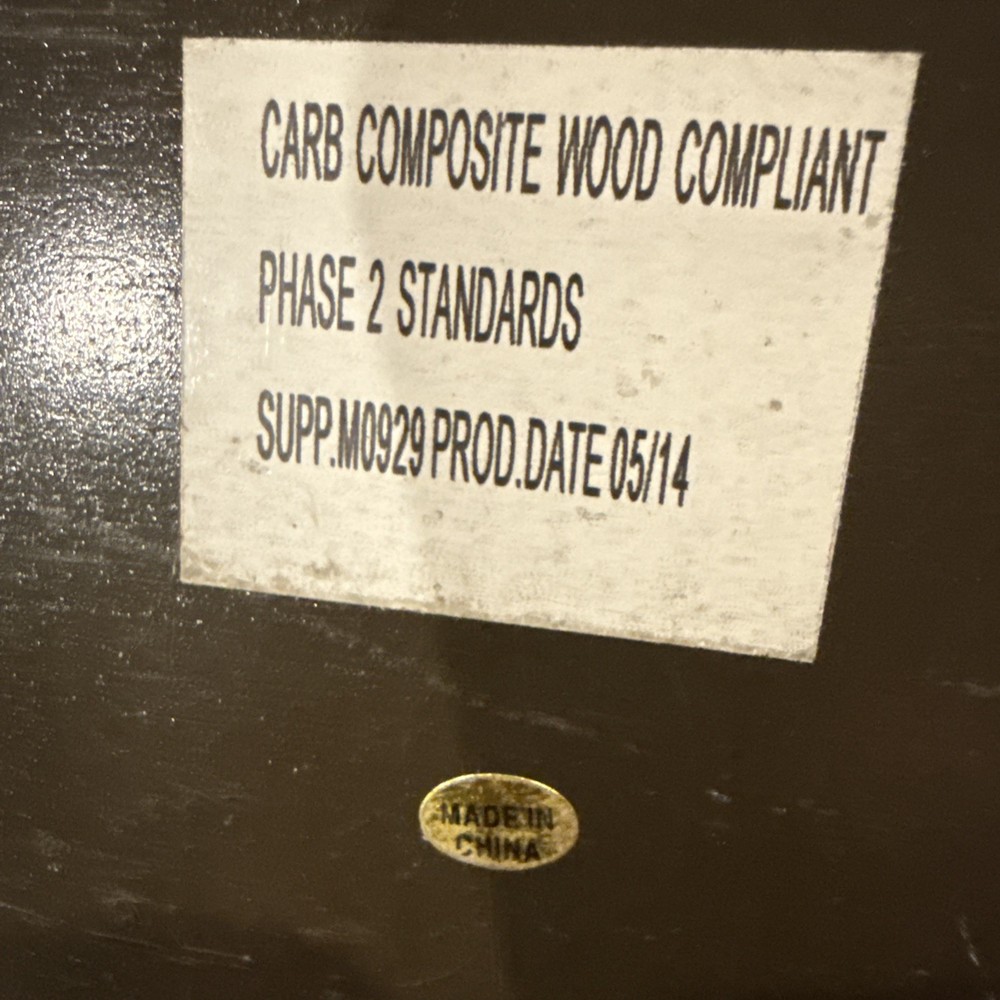 CARB COMPOSITE WOOD COMPLIANT
PHASE 2 STANDARDS
SUPP.M0929 PROD.DATE 05/14
MADE IN
CHINA